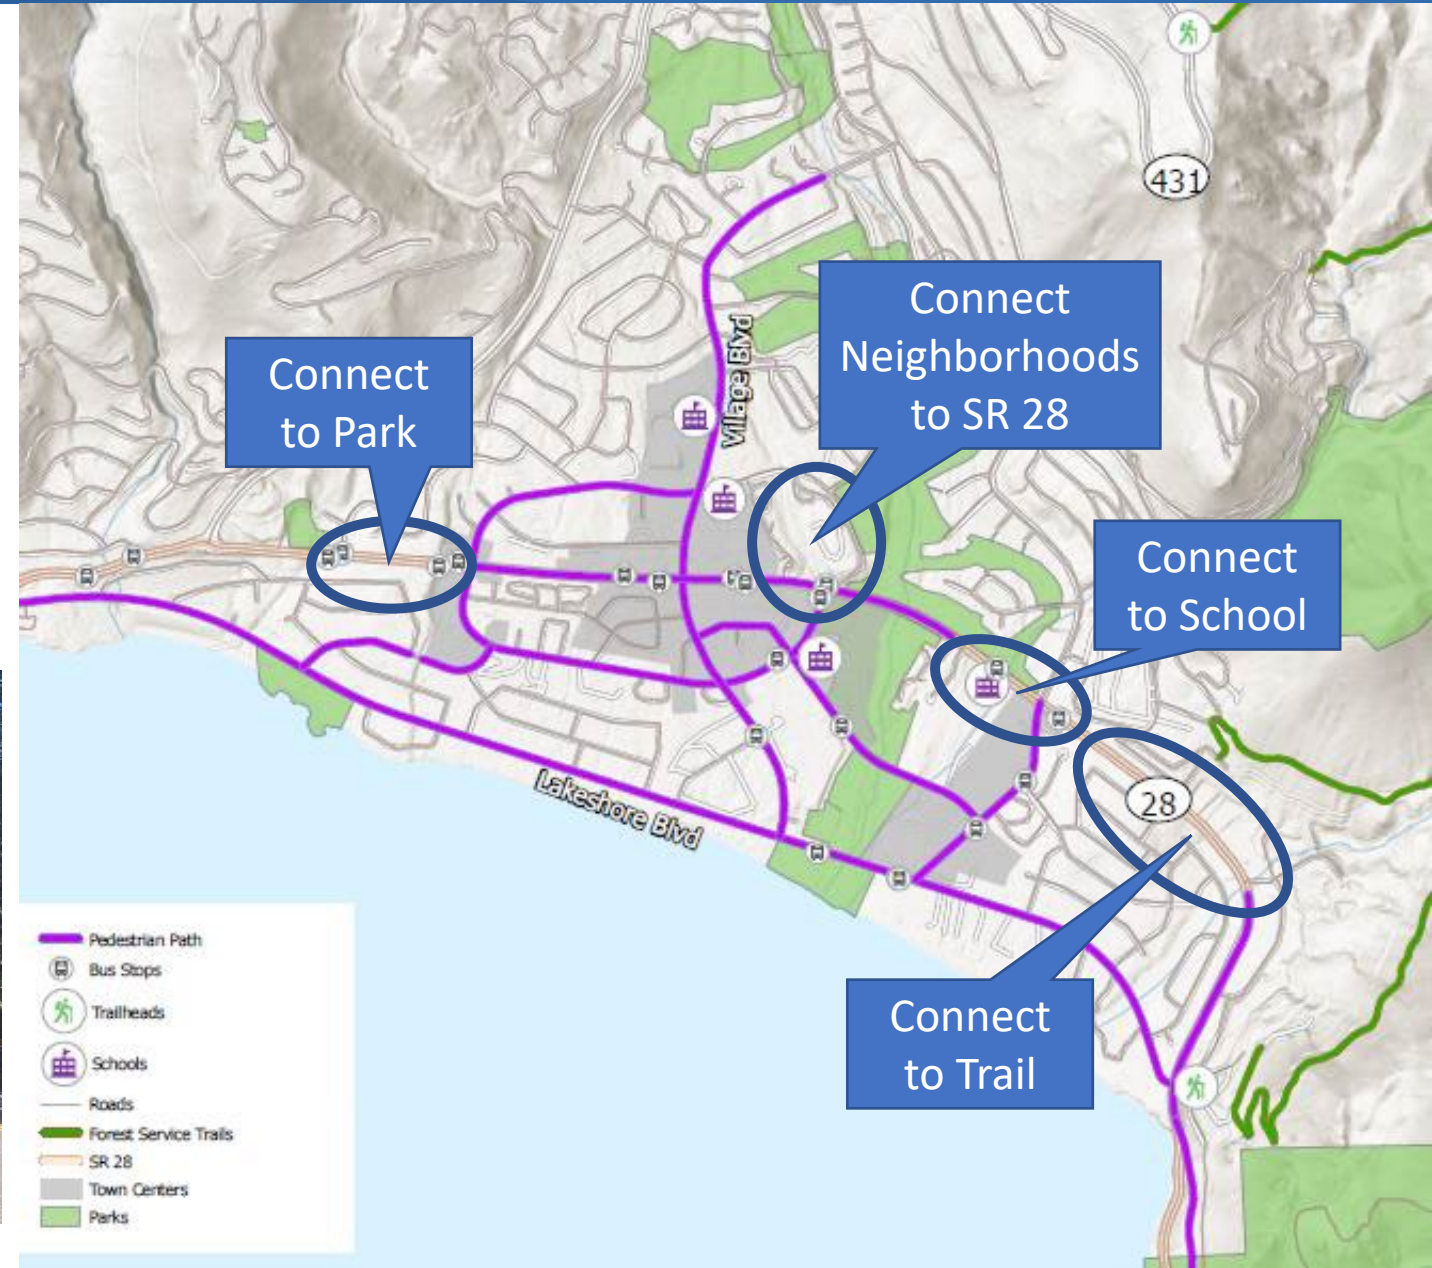 431
Connect
Neighborhoods
to SR 28
Village Blvd
Connect
to Park
Connect
to School
28
Lakeshore Blvd
Connect
to Trail
Pedestrian Path
Bus Stops
Trailheads
Schools
Roads
Forest Service Trails
SR 28
Town Centers
Parks